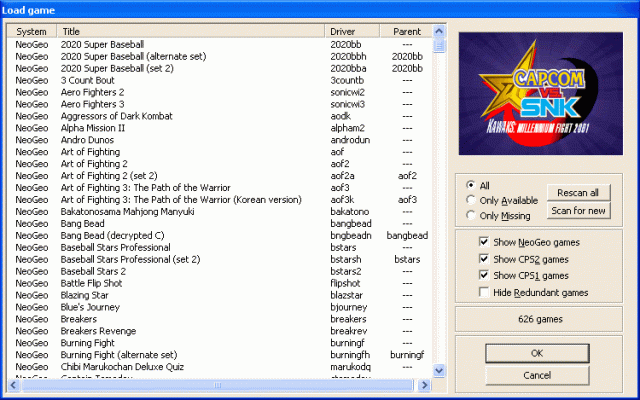 Load game
System Title Driver Parent
NeoGeo 2020 Super Baseball 2020bb ---
NeoGeo 2020 Super Baseball (alternate set) 2020bbh 2020bb
NeoGeo 2020 Super Baseball (set 2) 2020bba 2020bb
NeoGeo 3 Count Bout 3countb ---
NeoGeo Aero Fighters 2 sonicwi2 ---
NeoGeo Aero Fighters 3 sonicwi3 ---
NeoGeo Aggressors of Dark Kombat aodk ---
NeoGeo Alpha Mission II alpham2 ---
NeoGeo Andro Dunos androdun ---
NeoGeo Art of Fighting aof ---
NeoGeo Art of Fighting 2 aof2 ---
NeoGeo Art of Fighting 2 (set 2) aof2a aof2
NeoGeo Art of Fighting 3: The Path of the Warrior aof3 ---
NeoGeo Art of Fighting 3: The Path of the Warrior (Korean version) aof3k aof3
NeoGeo Bakatonosama Mahjong Manyuki bakatono ---
NeoGeo Bang Bead bangbead ---
NeoGeo Bang Bead (decrypted C) bngbeadn bangbead
NeoGeo Baseball Stars Professional bstars ---
NeoGeo Baseball Stars Professional (set 2) bstarsh bstars
NeoGeo Baseball Stars 2 bstars2 ---
NeoGeo Battle Flip Shot flipshot ---
NeoGeo Blazing Star blazstar ---
NeoGeo Blue's Journey bjourney ---
NeoGeo Breakers breakers ---
NeoGeo Breakers Revenge breakrev ---
NeoGeo Burning Fight burningf ---
NeoGeo Burning Fight (alternate set) burningfh burningf
NeoGeo Chibi Marukochan Deluxe Quiz marukodq ---
CAPCOM
VS.
SNK
KAWAKS: MILLENNIUM FIGHT 2001
All
Only Available
Only Missing
Rescan all
Scan for new
Show NeoGeo games
Show CPS2 games
Show CPS1 games
Hide Redundant games
626 games
OK
Cancel